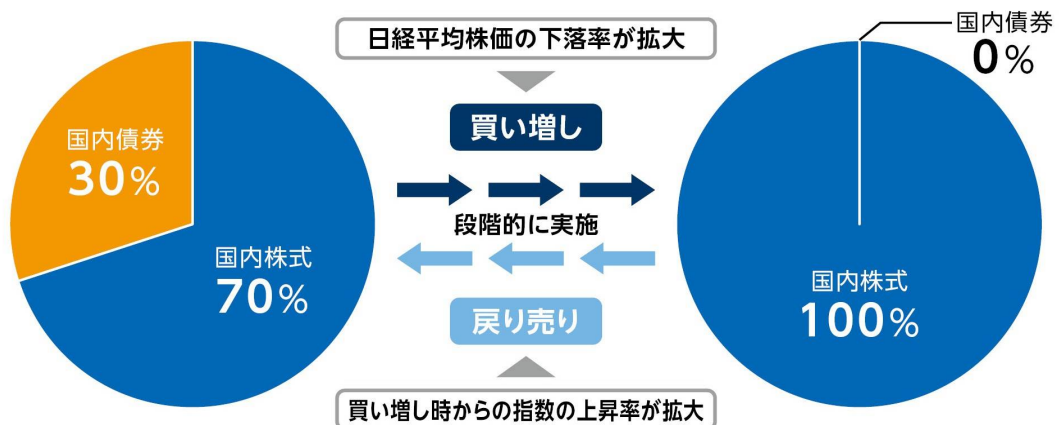 日経平均株価の下落率が拡大
国内債券
0%
買い増し
国内債券
30%
段階的に実施
国内株式
70%
国内株式
100%
戻り売り
買い増し時からの指数の上昇率が拡大